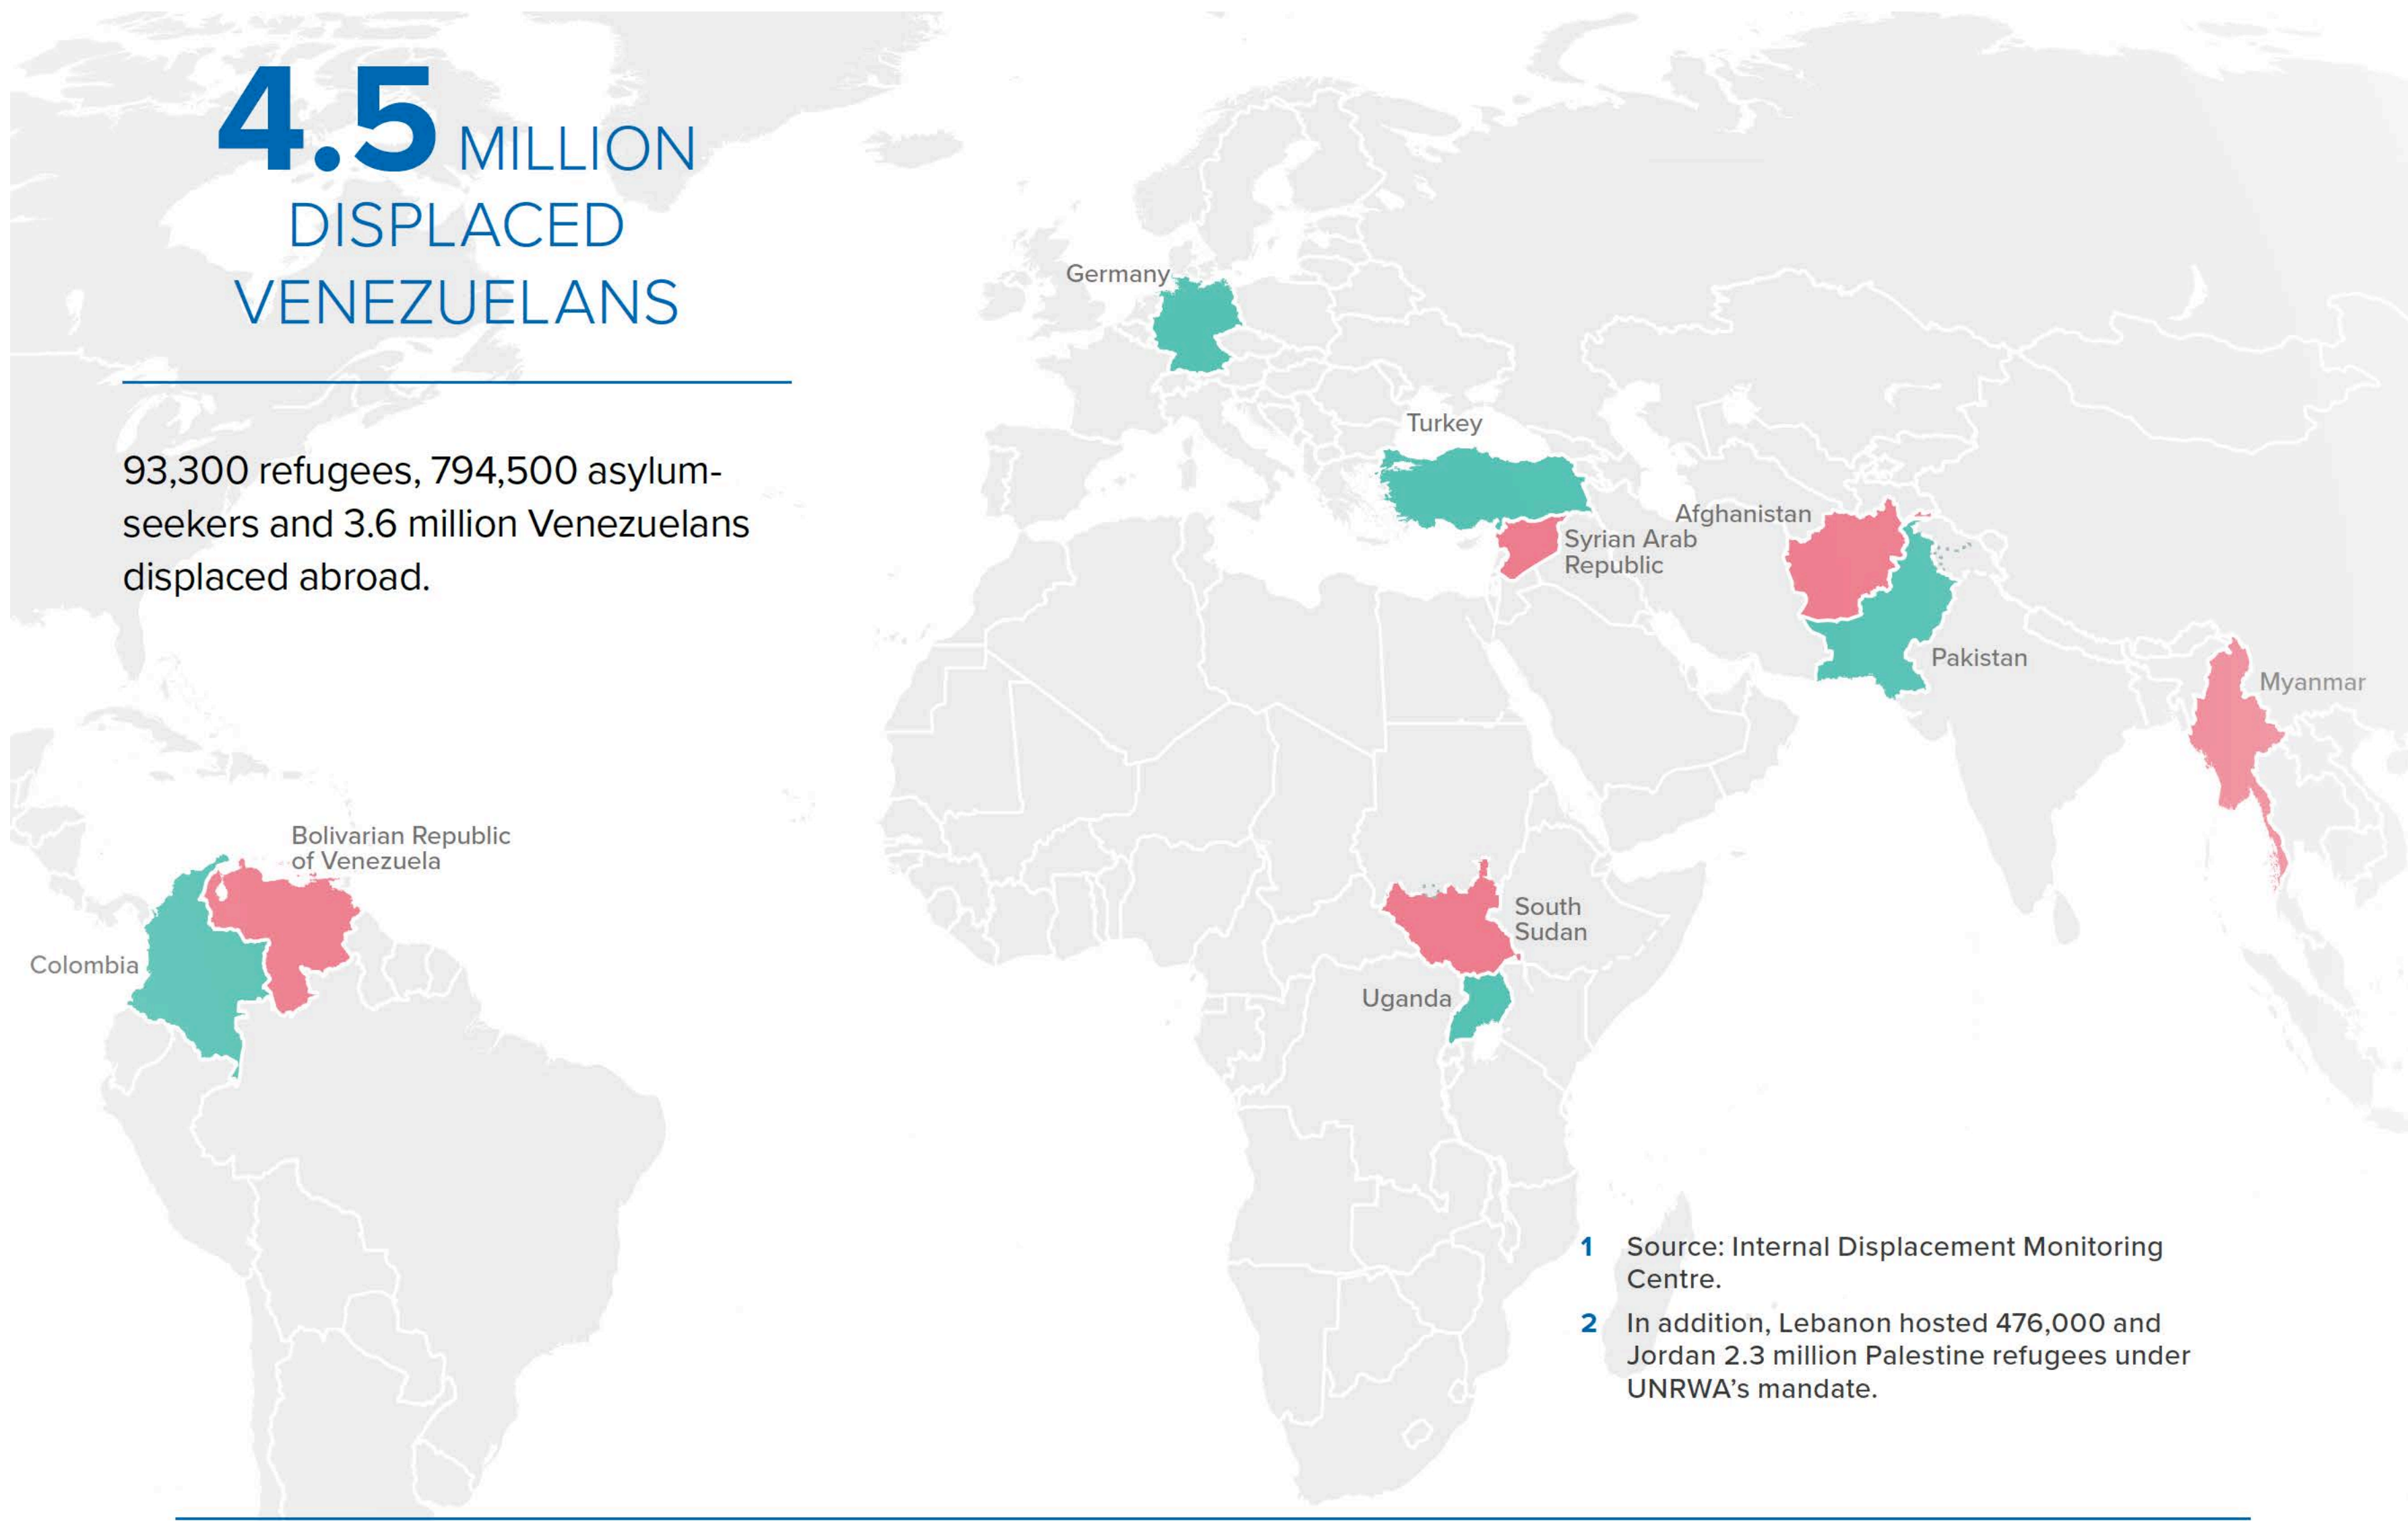 4.5 MILLION
DISPLACED
VENEZUELANS
93,300 refugees, 794,500 asylum-
seekers and 3.6 million Venezuelans
displaced abroad.
Germany
Turkey
Afghanistan
Syrian Arab
Republic
Pakistan
Myanmar
Bolivarian Republic
of Venezuela
Colombia
South
Sudan
Uganda
1 Source: Internal Displacement Monitoring
Centre.
2 In addition, Lebanon hosted 476,000 and
Jordan 2.3 million Palestine refugees under
UNRWA’s mandate.